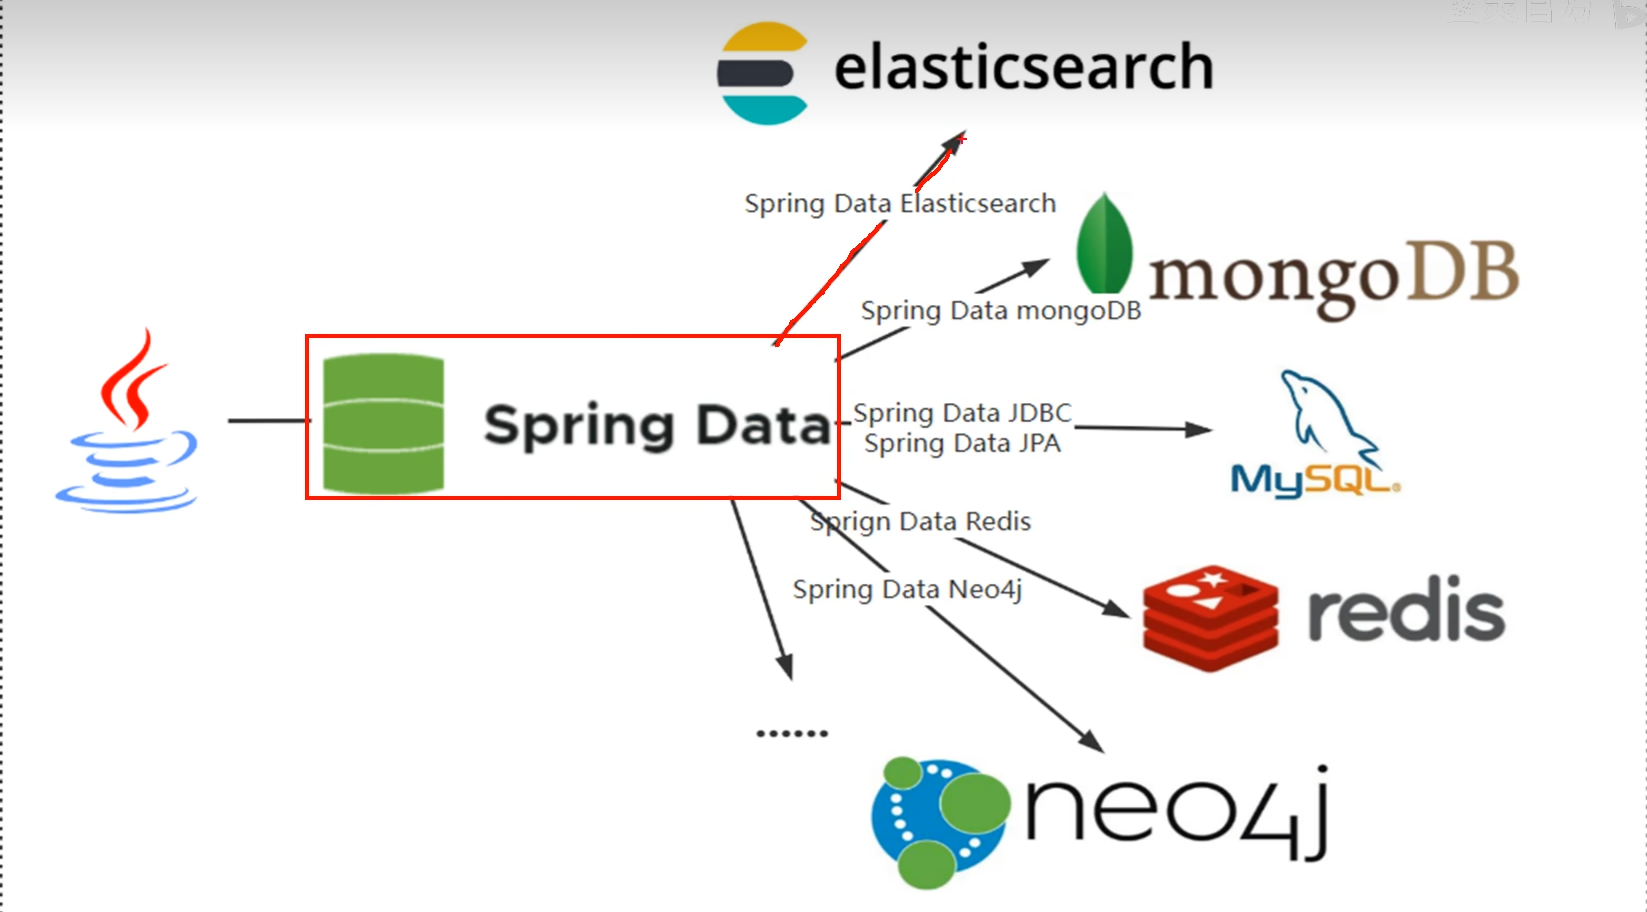 elasticsearch
Spring Data Elasticsearch
mongoDB
Spring Data mongoDB
Spring Data
Spring Data JDBC
Spring Data JPA
MySQL®
Sprign Data Redis
redis
Spring Data Neo4j
......
neo4j